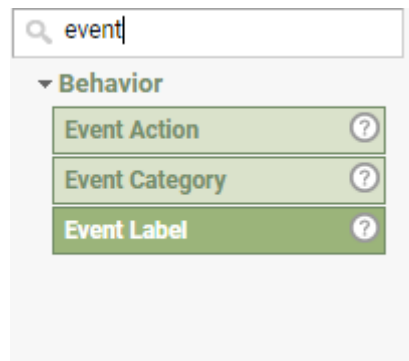 event
Behavior
Event Action
Event Category
Event Label